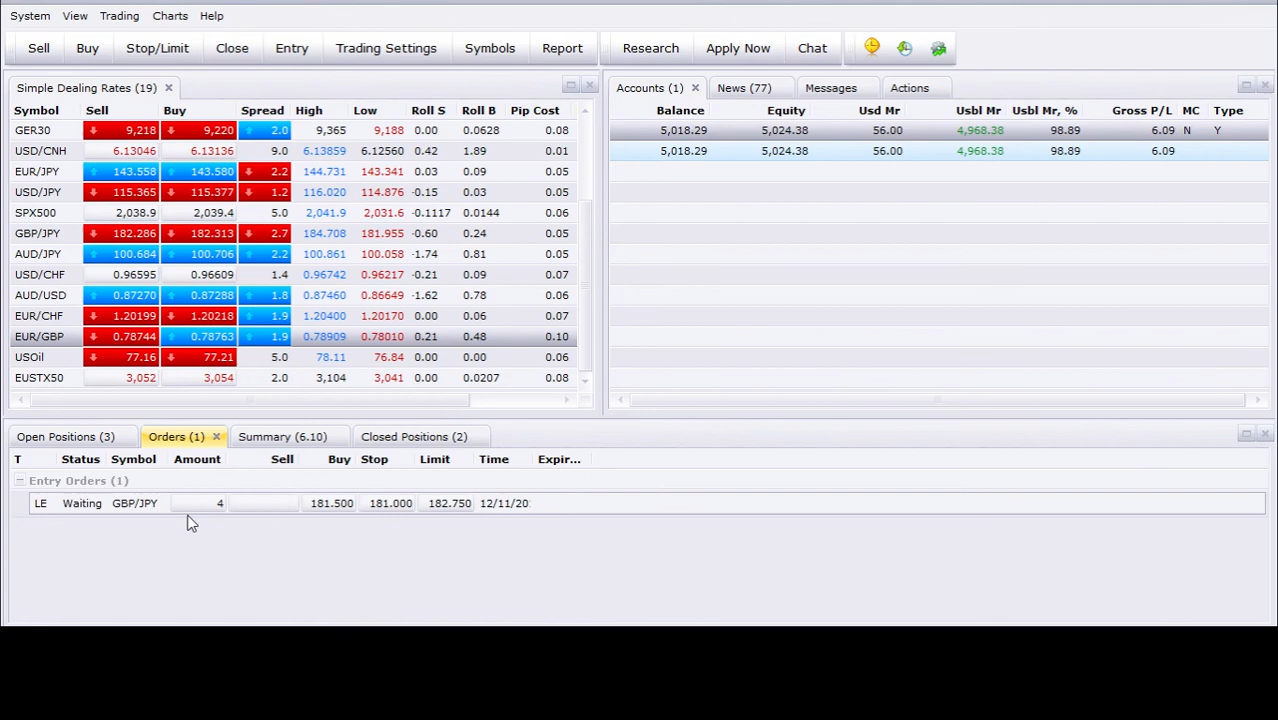 System View Trading Charts Help
Sell Buy Stop/Limit Close Entry Trading Settings Symbols Report Research Apply Now Chat
Simple Dealing Rates (19)
Symbol Sell Buy Spread High Low Roll S Roll B Pip Cost
GER30 9,218 9,220 2.0 9,365 9,188 0.00 0.0628 0.08
USD/CNH 6.13046 6.13136 9.0 6.13859 6.12560 0.42 1.89 0.01
EUR/JPY 143.558 143.580 2.2 144.731 143.341 0.03 0.09 0.05
USD/JPY 115.365 115.377 1.2 116.020 114.876 -0.15 0.03 0.05
SPX500 2,038.9 2,039.4 5.0 2,041.9 2,031.6 -0.1117 0.0144 0.06
GBP/JPY 182.286 182.313 2.7 184.708 181.955 -0.60 0.24 0.05
AUD/JPY 100.684 100.706 2.2 100.861 100.058 -1.74 0.81 0.05
USD/CHF 0.96595 0.96609 1.4 0.96742 0.96217 -0.21 0.09 0.07
AUD/USD 0.87270 0.87288 1.8 0.87460 0.86649 -1.62 0.78 0.06
EUR/CHF 1.20199 1.20218 1.9 1.20400 1.20170 0.00 0.06 0.07
EUR/GBP 0.78744 0.78763 1.9 0.78909 0.78010 0.21 0.48 0.10
USOil 77.16 77.21 5.0 78.11 76.84 0.00 0.00 0.06
EUSTX50 3,052 3,054 2.0 3,104 3,041 0.00 0.0207 0.08
Accounts (1) News (77) Messages Actions
Balance Equity Usd Mr Usbl Mr Usbl Mr, % Gross P/L MC Type
5,018.29 5,024.38 56.00 4,968.38 98.89 6.09 N Y
5,018.29 5,024.38 56.00 4,968.38 98.89 6.09
Open Positions (3) Orders (1) Summary (6.10) Closed Positions (2)
T Status Symbol Amount Sell Buy Stop Limit Time Expir...
Entry Orders (1)
LE Waiting GBP/JPY 4 181.500 181.000 182.750 12/11/20